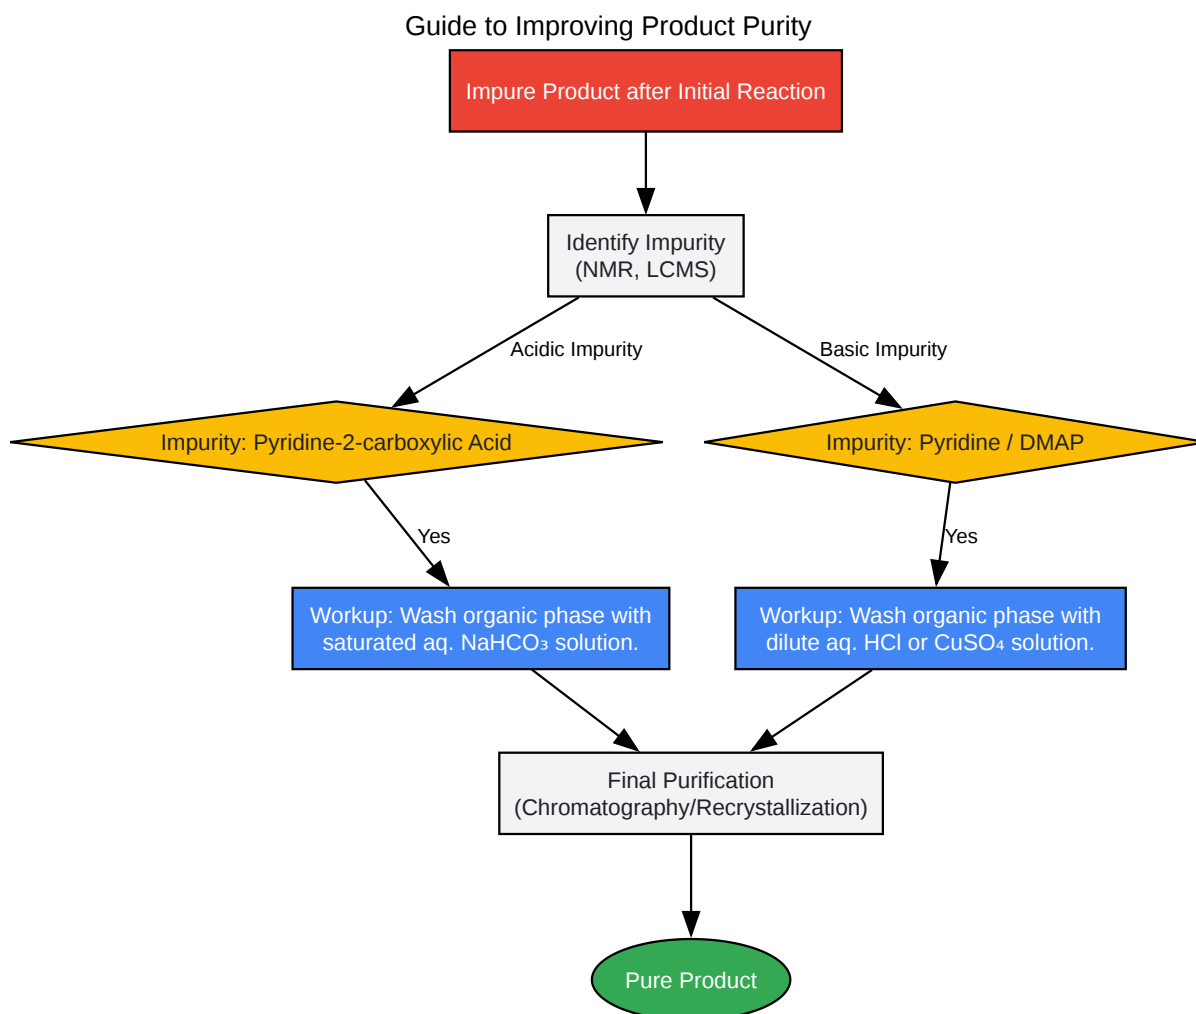 Guide to Improving Product Purity
Impure Product after Initial Reaction
Identify Impurity
(NMR, LCMS)
Acidic Impurity
Basic Impurity
Impurity: Pyridine-2-carboxylic Acid
Impurity: Pyridine / DMAP
Yes
Yes
Workup: Wash organic phase with
saturated aq. NaHCO₃ solution.
Workup: Wash organic phase with
dilute aq. HCl or CuSO₄ solution.
Final Purification
(Chromatography/Recrystallization)
Pure Product